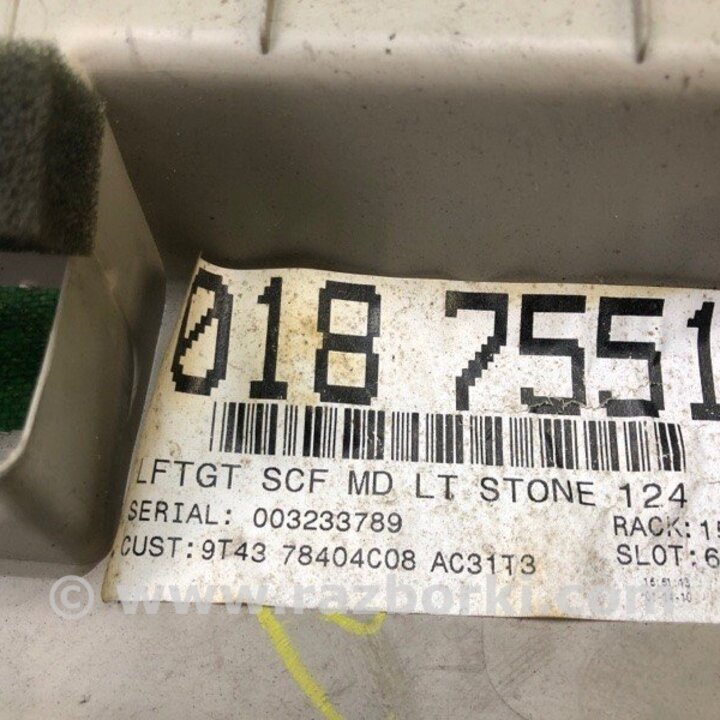 018 7551
LFTGT SCF MD LT STONE 124
SERIAL: 003233789
RACK:15
CUST:9T43 78404C08 AC31T3
SLOT:6
© www.razborki.com